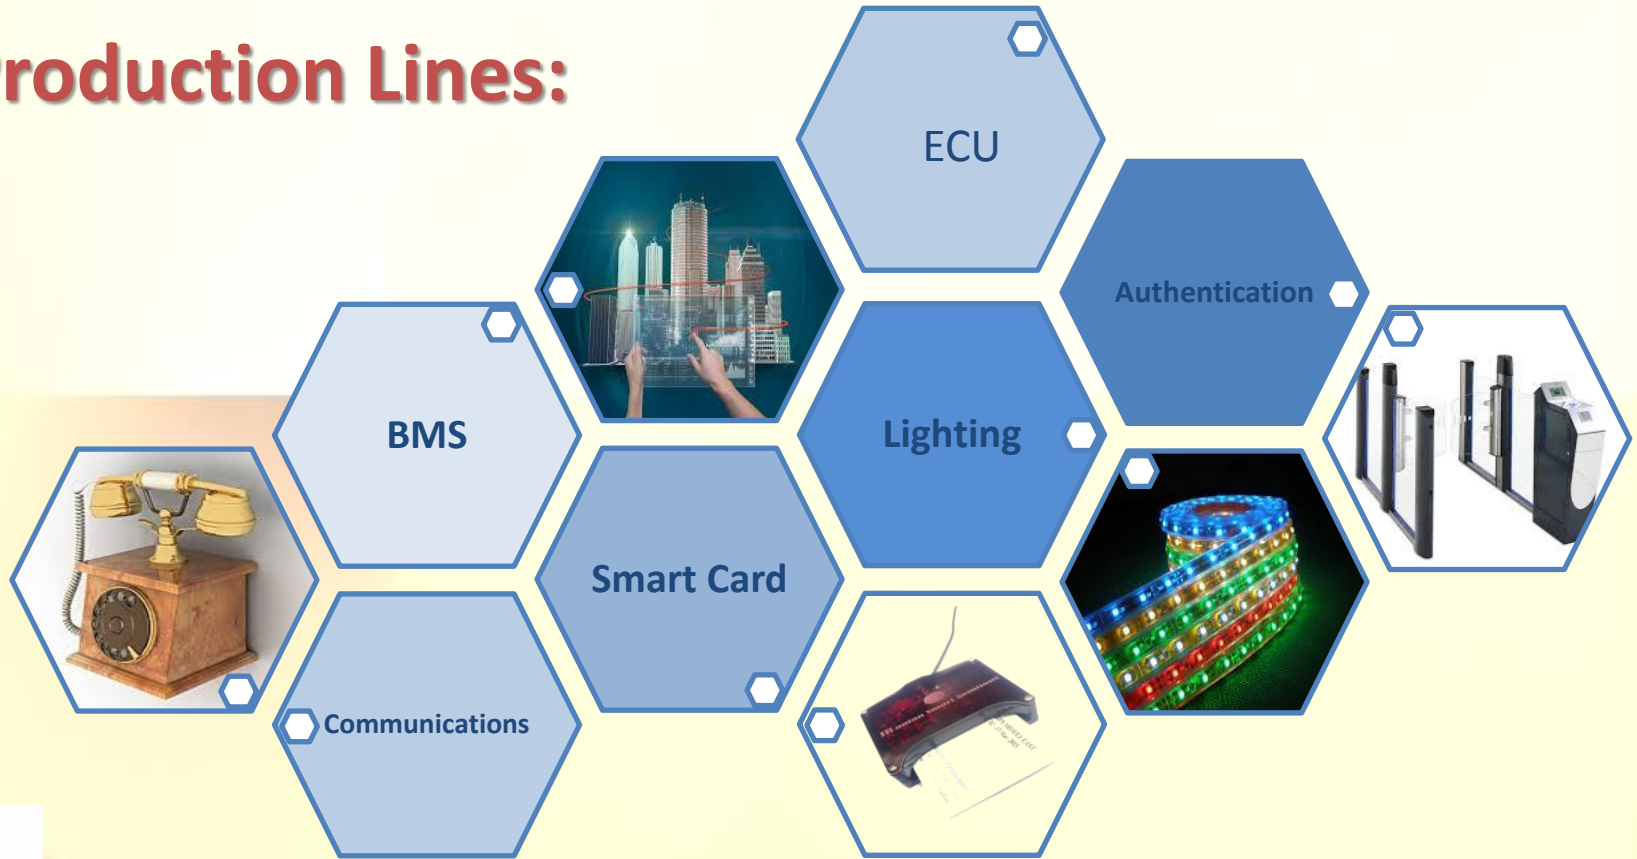 roduction Lines:
ECU
Authentication
BMS
Lighting
Smart Card
Communications